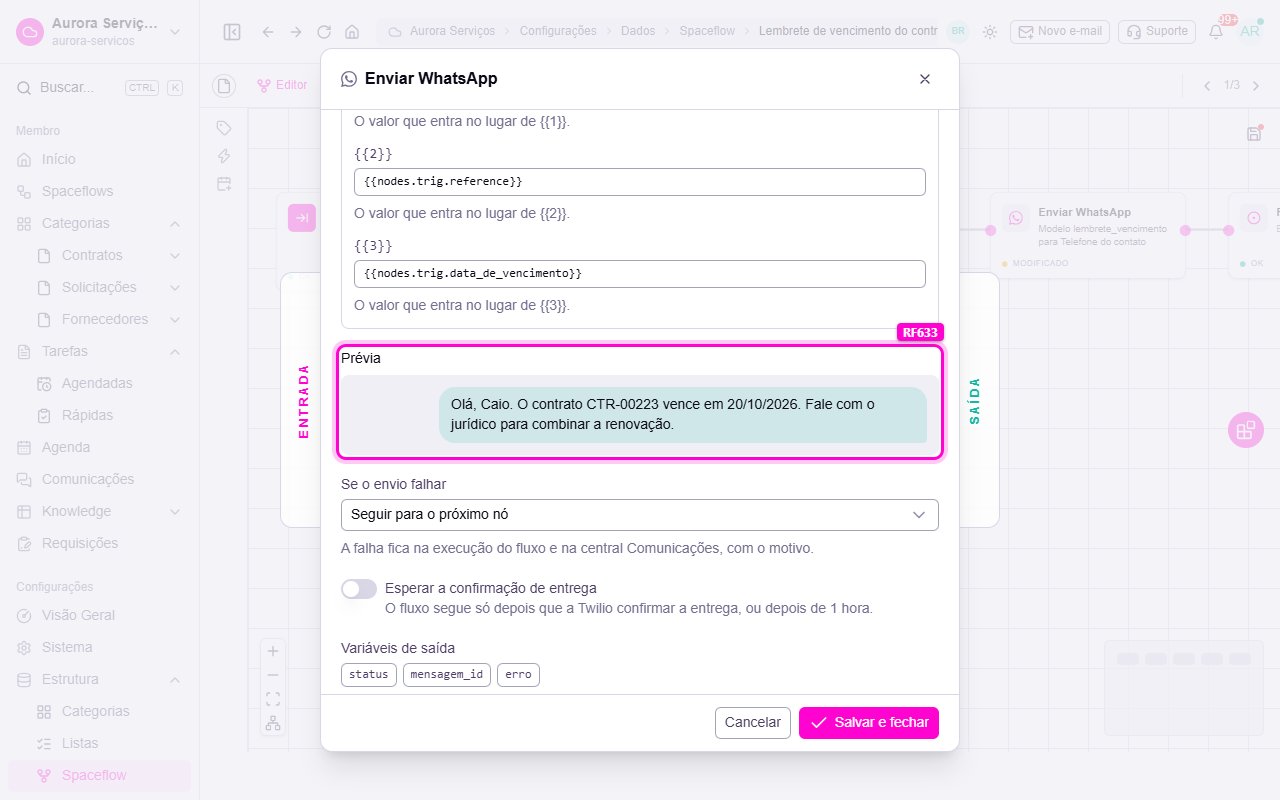 Aurora Serviç...
aurora-servicos
Buscar...
CTRL
K
Membro
Início
Spaceflows
Categorias
Contratos
Solicitações
Fornecedores
Tarefas
Agendadas
Rápidas
Agenda
Comunicações
Knowledge
Requisições
Configurações
Visão Geral
Sistema
Estrutura
Categorias
Listas
Spaceflow
Aurora Serviços
Configurações
Dados
Spaceflow
Lembrete de vencimento do contr
BR
Novo e-mail
Suporte
99+
AR
Editor
1/3
ENTRADA
Enviar WhatsApp
O valor que entra no lugar de {{1}}.
{{2}}
{{nodes.trig.reference}}
O valor que entra no lugar de {{2}}.
{{3}}
{{nodes.trig.data_de_vencimento}}
O valor que entra no lugar de {{3}}.
RF633
Prévia
Olá, Caio. O contrato CTR-00223 vence em 20/10/2026. Fale com o
jurídico para combinar a renovação.
Se o envio falhar
Seguir para o próximo nó
A falha fica na execução do fluxo e na central Comunicações, com o motivo.
Esperar a confirmação de entrega
O fluxo segue só depois que a Twilio confirmar a entrega, ou depois de 1 hora.
Variáveis de saída
status
mensagem_id
erro
Cancelar
Salvar e fechar
SAÍDA
Enviar WhatsApp
Modelo lembrete_vencimento
para Telefone do contato
MODIFICADO
OK